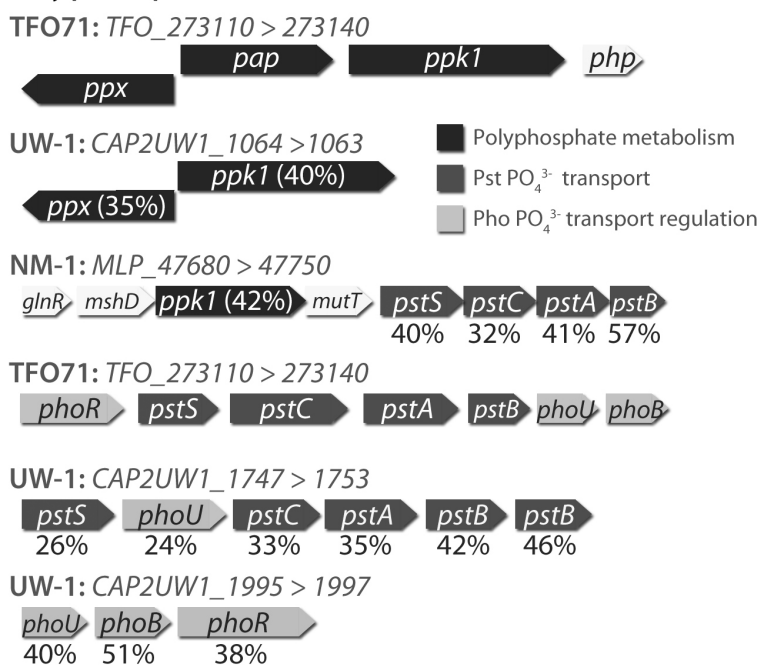 TFO71: TFO_273110 > 273140
pap ppk1 php
ppx
UW-1: CAP2UW1_1064 >1063
ppk1 (40%)
ppx (35%)
Polyphosphate metabolism
Pst PO₄³⁻ transport
Pho PO₄³⁻ transport regulation
NM-1: MLP_47680 > 47750
glnR mshD ppk1 (42%) mutT pstS pstC pstA pstB
40% 32% 41% 57%
TFO71: TFO_273110 > 273140
phoR pstS pstC pstA pstB phoU phoB
UW-1: CAP2UW1_1747 > 1753
pstS phoU pstC pstA pstB pstB
26% 24% 33% 35% 42% 46%
UW-1: CAP2UW1_1995 > 1997
phoU phoB phoR
40% 51% 38%